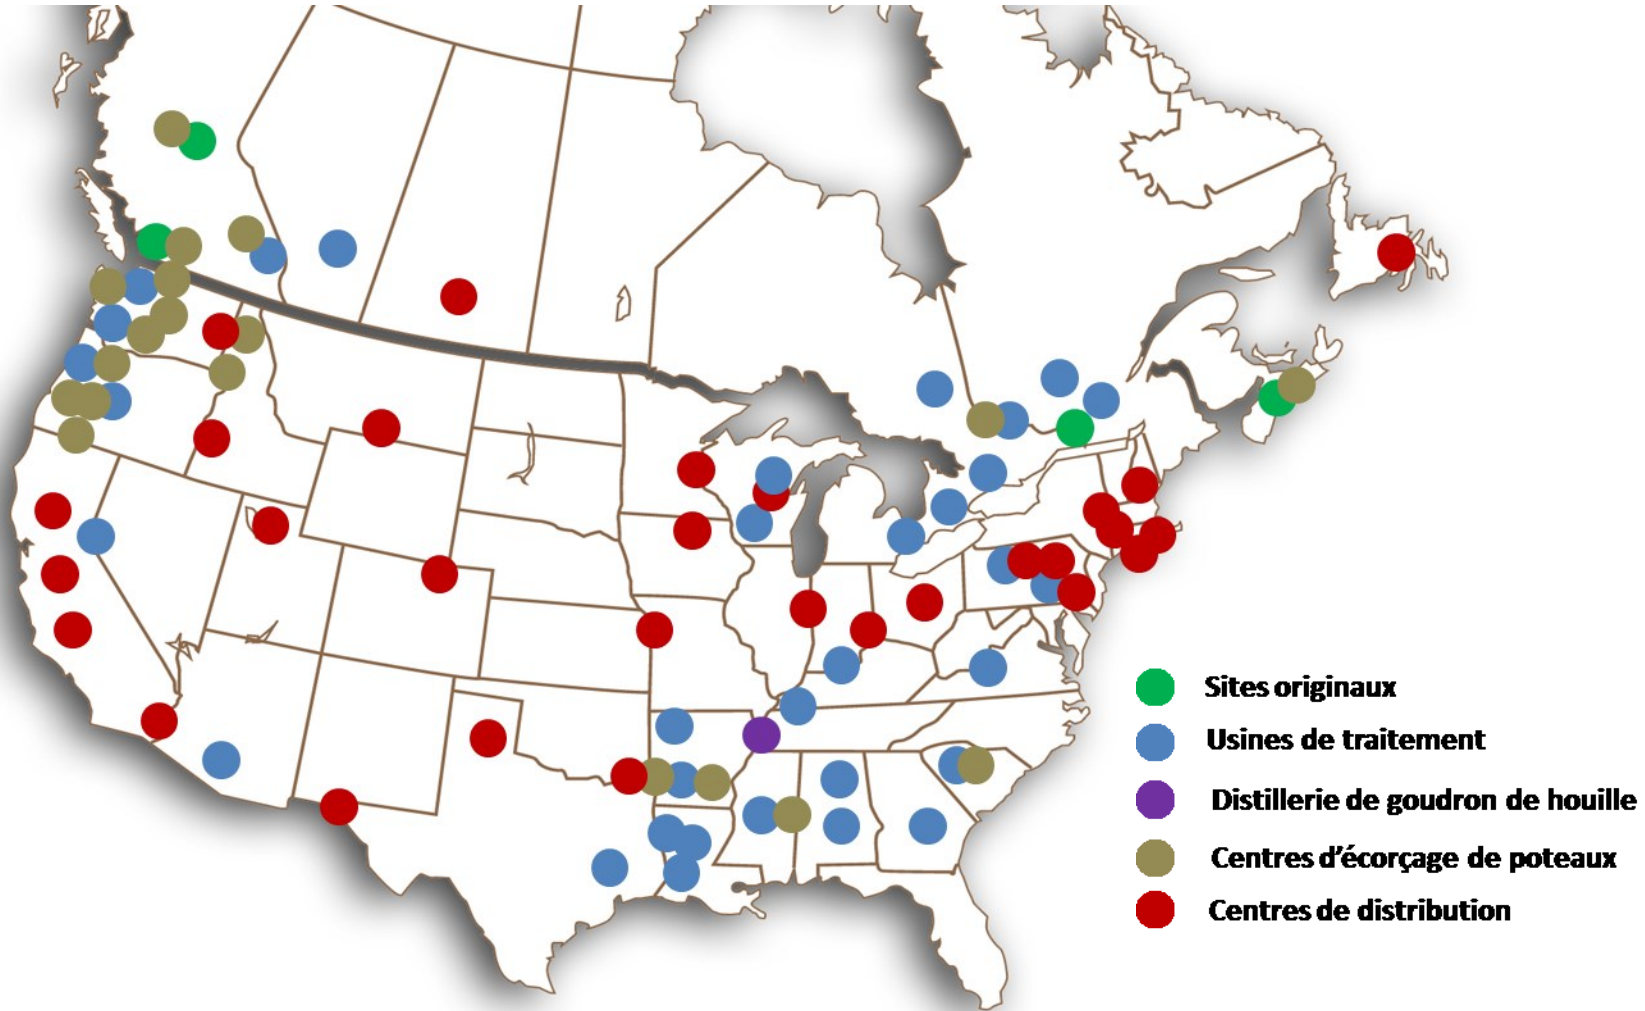 Sites originaux
Usines de traitement
Distillerie de goudron de houille
Centres d'écorçage de poteaux
Centres de distribution